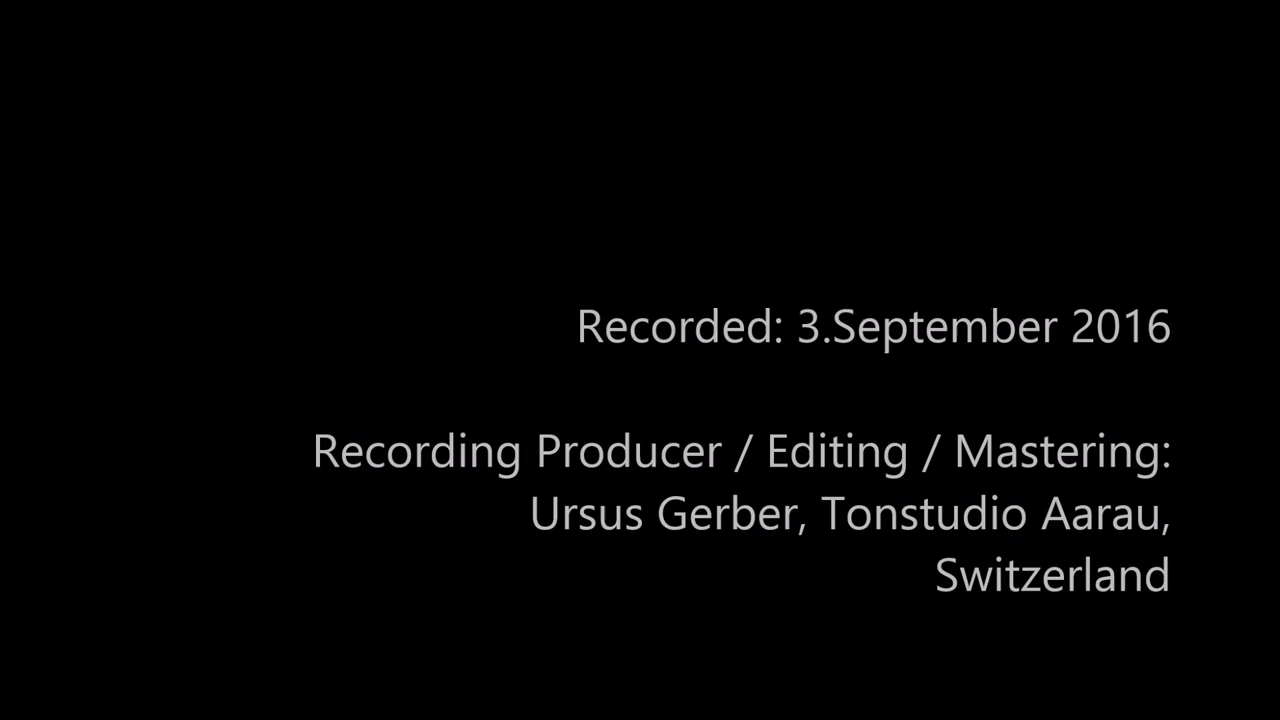 Recorded: 3.September 2016
Recording Producer / Editing / Mastering:
Ursus Gerber, Tonstudio Aarau,
Switzerland